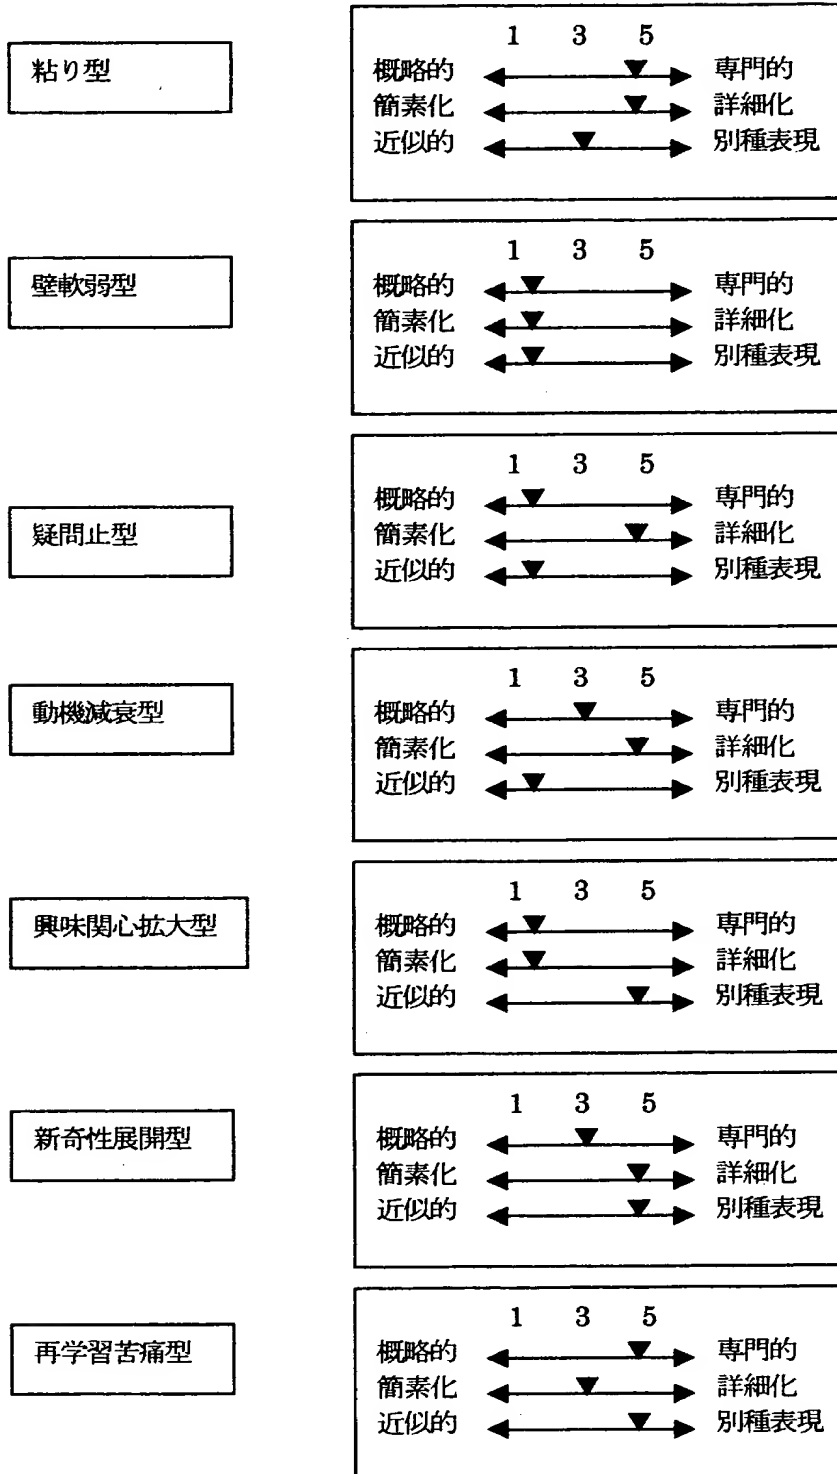 粘り型
1 3 5
概略的 専門的
簡素化 詳細化
近似的 別種表現
壁軟弱型
1 3 5
概略的 専門的
簡素化 詳細化
近似的 別種表現
疑問止型
1 3 5
概略的 専門的
簡素化 詳細化
近似的 別種表現
動機減衰型
1 3 5
概略的 専門的
簡素化 詳細化
近似的 別種表現
興味関心拡大型
1 3 5
概略的 専門的
簡素化 詳細化
近似的 別種表現
新奇性展開型
1 3 5
概略的 専門的
簡素化 詳細化
近似的 別種表現
再学習苦痛型
1 3 5
概略的 専門的
簡素化 詳細化
近似的 別種表現